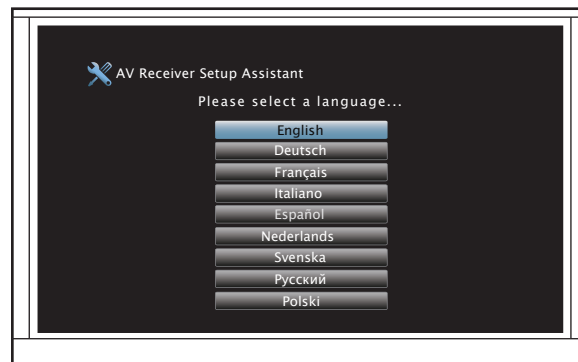 AV Receiver Setup Assistant
Please select a language...
English
Deutsch
Français
Italiano
Español
Nederlands
Svenska
Русский
Polski